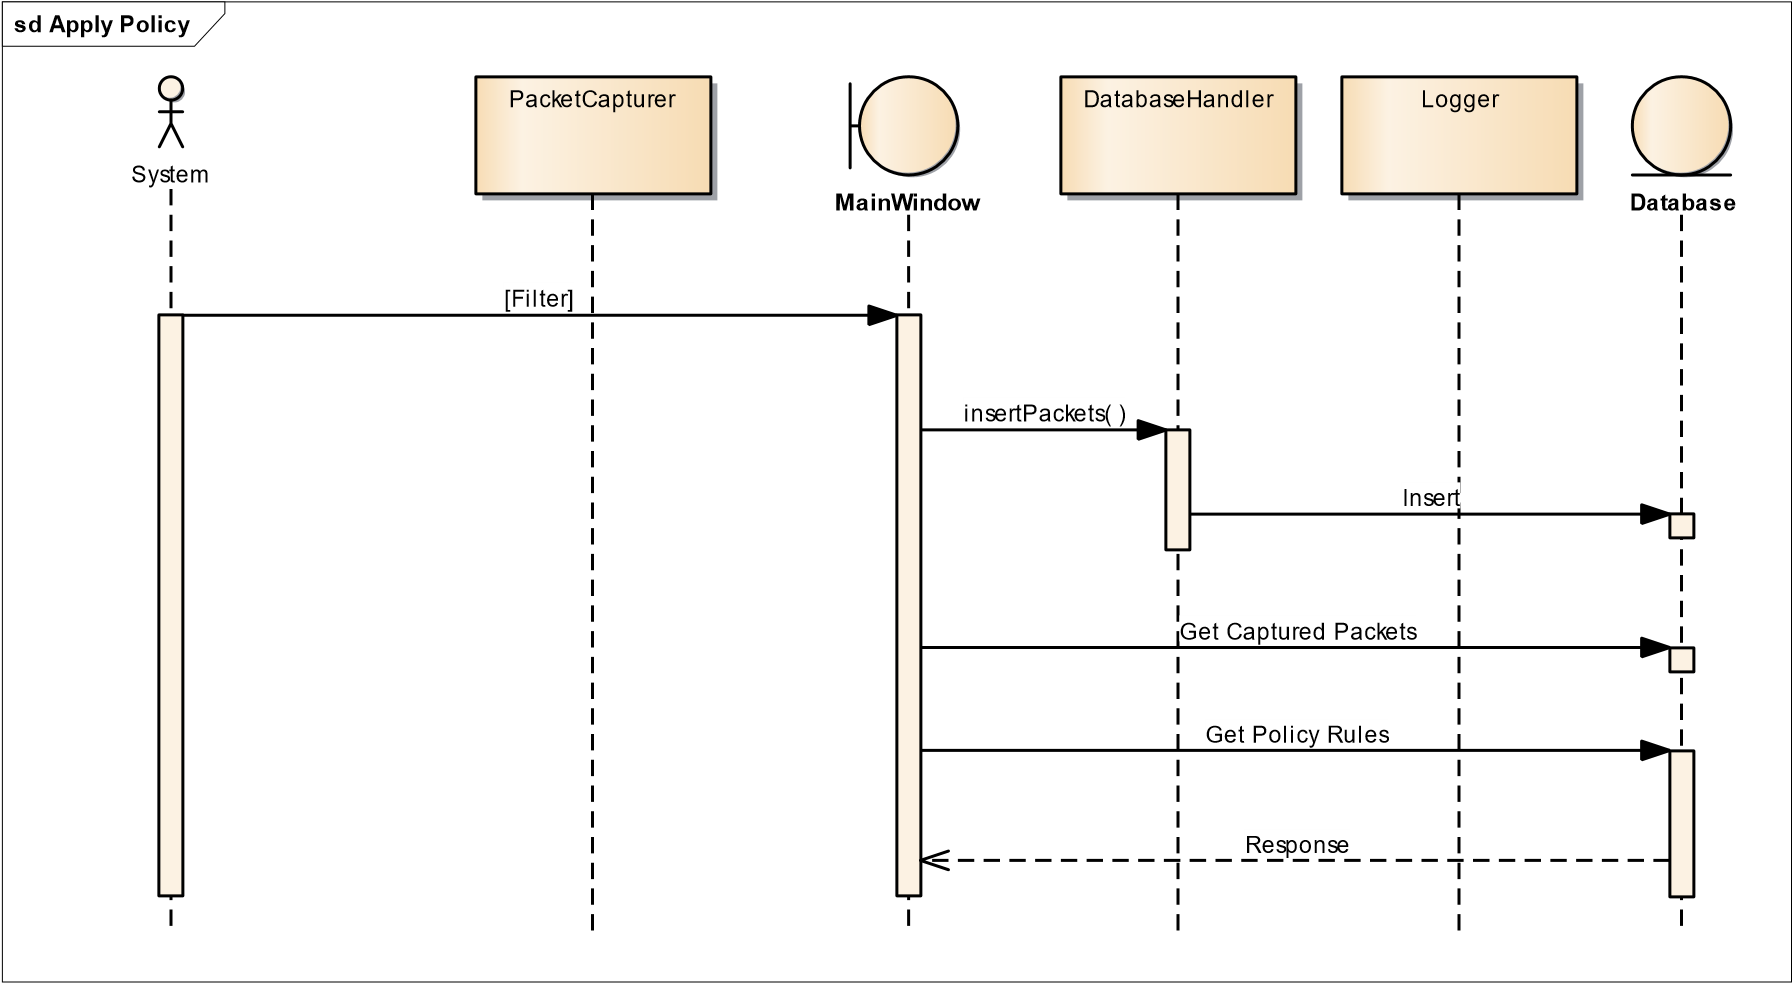 sd Apply Policy
System
PacketCapturer
MainWindow
DatabaseHandler
Logger
Database
[Filter]
insertPackets( )
Insert
Get Captured Packets
Get Policy Rules
Response